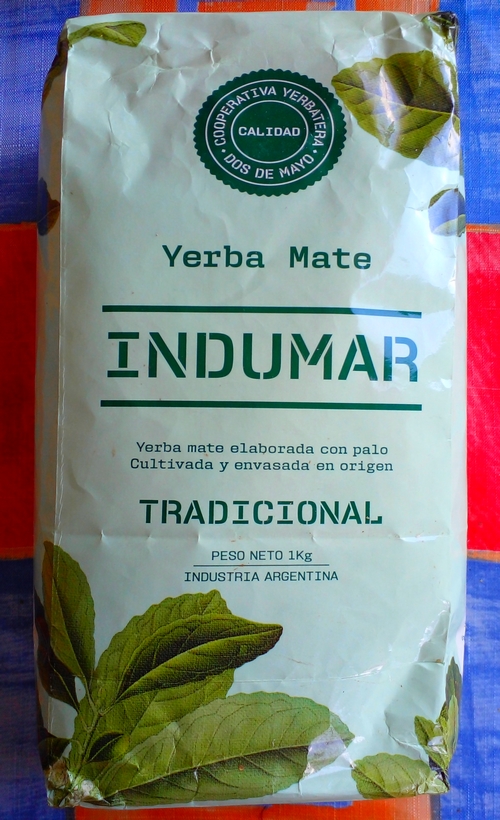 COOPERATIVA YERBATERA
CALIDAD
• DOS DE MAYO •
Yerba Mate
INDUMAR
Yerba mate elaborada con palo
Cultivada y envasada en origen
TRADICIONAL
PESO NETO 1Kg
INDUSTRIA ARGENTINA